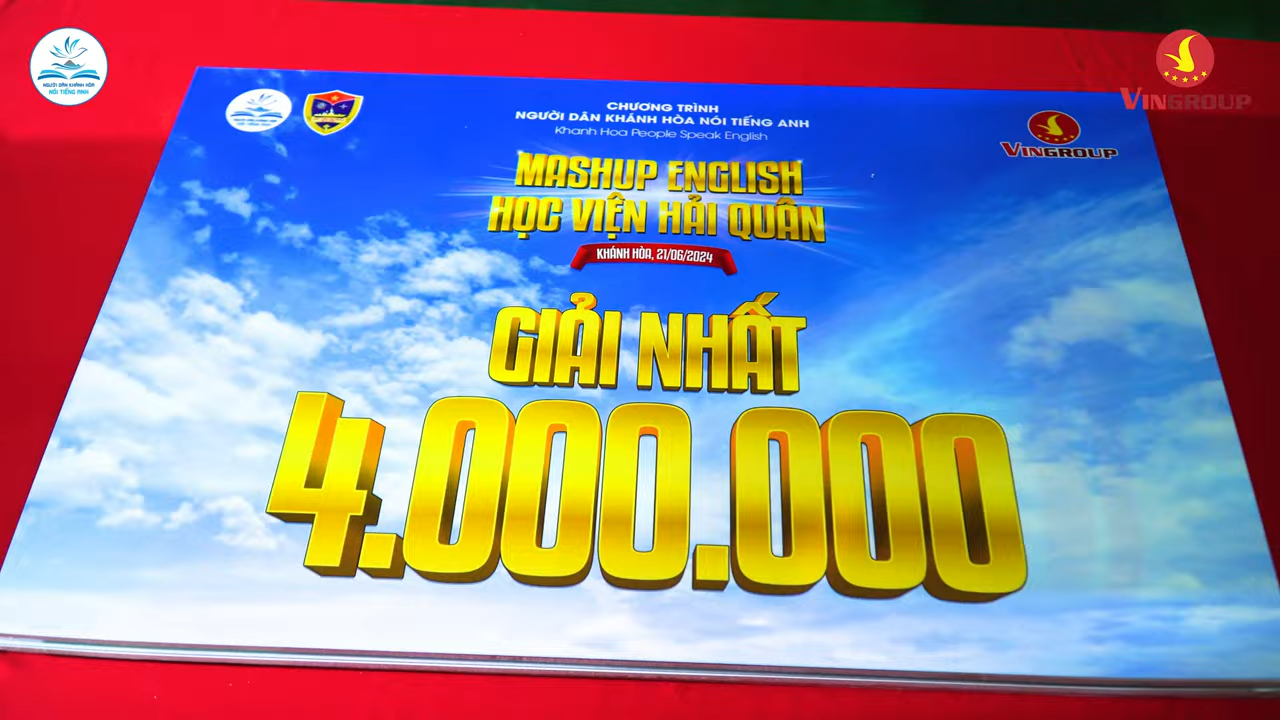 NGƯỜI DÂN KHÁNH HÒA
NÓI TIẾNG ANH
VINGROUP
CHƯƠNG TRÌNH
NGƯỜI DÂN KHÁNH HÒA NÓI TIẾNG ANH
Khanh Hoa People Speak English
VINGROUP
MASHUP ENGLISH
HỌC VIỆN HẢI QUÂN
KHÁNH HÒA, 21/06/2024
GIẢI NHẤT
4.000.000